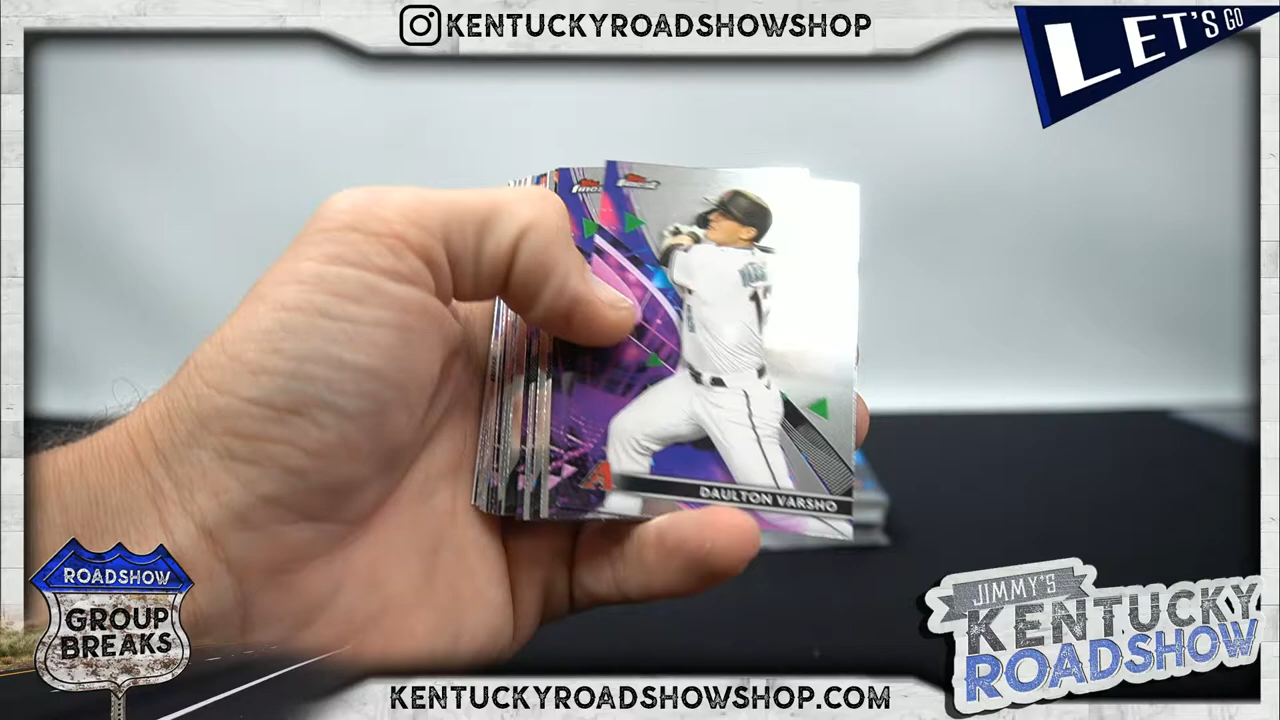 KENTUCKYROADSHOWSHOP
LET'S GO
DAULTON VARSHO
ROADSHOW
GROUP
BREAKS
JIMMY'S
KENTUCKY
ROADSHOW
KENTUCKYROADSHOWSHOP.COM